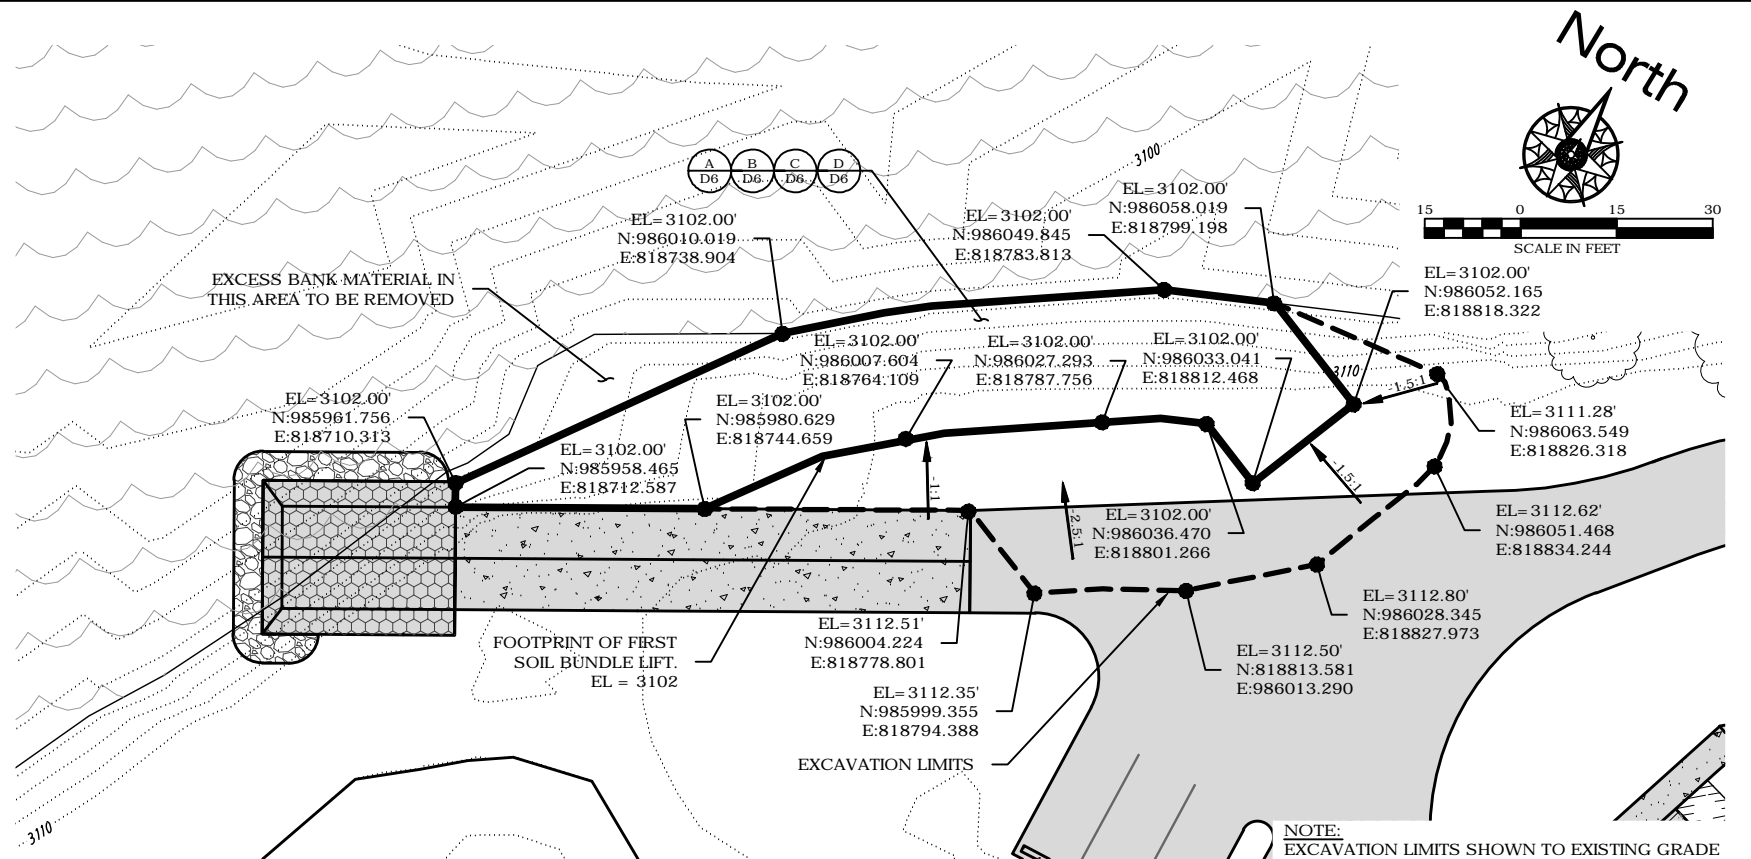 North
15 0 15 30
SCALE IN FEET
A B C D
D6 D6 D6 D6
3100
EL=3102.00'
N:986058.019
E:818799.198
EL=3102.00'
N:986049.845
E:818783.813
EL=3102.00'
N:986010.019
E:818738.904
EXCESS BANK MATERIAL IN
THIS AREA TO BE REMOVED
EL=3102.00'
N:986052.165
E:818818.322
EL=3102.00'
N:986007.604
E:818764.109
EL=3102.00'
N:986027.293
E:818787.756
EL=3102.00'
N:986033.041
E:818812.468
3110
-1.5:1
EL=3102.00'
N:985961.756
E:818710.313
EL=3102.00'
N:985980.629
E:818744.659
EL=3111.28'
N:986063.549
E:818826.318
EL=3102.00'
N:985958.465
E:818712.587
-1:1
-2.5:1
-1.5:1
EL=3102.00'
N:986036.470
E:818801.266
EL=3112.62'
N:986051.468
E:818834.244
EL=3112.80'
N:986028.345
E:818827.973
FOOTPRINT OF FIRST
SOIL BUNDLE LIFT.
EL = 3102
EL=3112.51'
N:986004.224
E:818778.801
EL=3112.50'
N:818813.581
E:986013.290
EL=3112.35'
N:985999.355
E:818794.388
EXCAVATION LIMITS
3110
NOTE:
EXCAVATION LIMITS SHOWN TO EXISTING GRADE